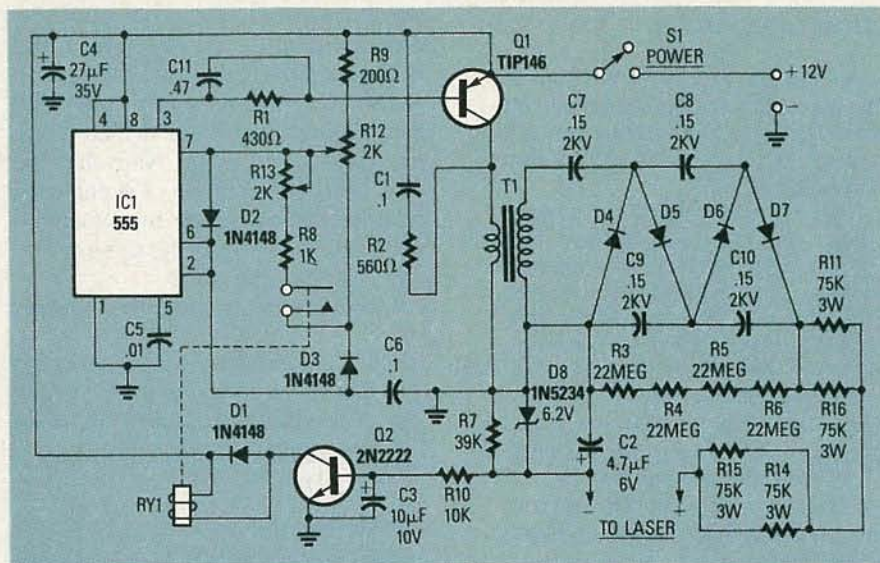 C4
27µF
35V
C11
.47
R1
430Ω
R9
200Ω
Q1
TIP146
S1
POWER
+12V
−
4
8
3
7
6
2
1
5
IC1
555
R13
2K
R12
2K
D2
1N4148
R8
1K
C1
.1
R2
560Ω
T1
C7
.15
2KV
C8
.15
2KV
D4
D5
D6
D7
C9
.15
2KV
C10
.15
2KV
R11
75K
3W
C5
.01
D3
1N4148
C6
.1
D8
1N5234
6.2V
R3
22MEG
R5
22MEG
R4
22MEG
R6
22MEG
R16
75K
3W
D1
1N4148
Q2
2N2222
R7
39K
C2
4.7µF
6V
RY1
C3
10µF
10V
R10
10K
−
+
TO LASER
R15
75K
3W
R14
75K
3W